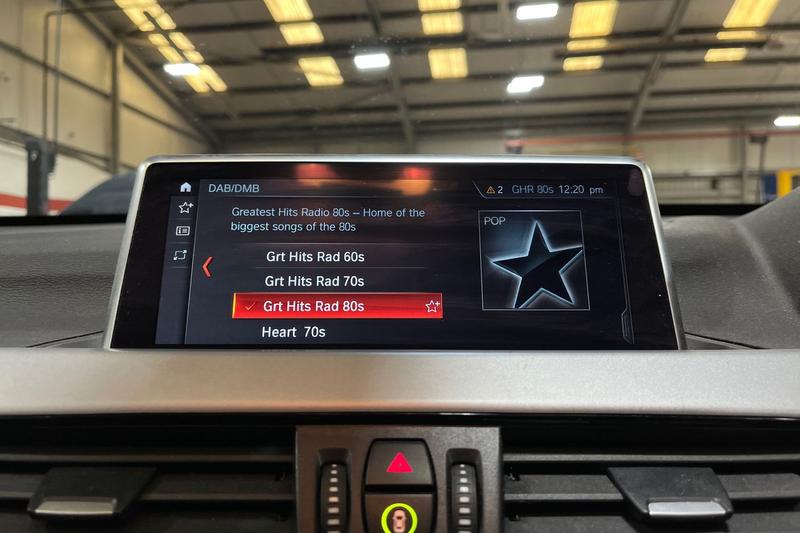 DAB/DMB
2 GHR 80s 12:20 pm
Greatest Hits Radio 80s -- Home of the
biggest songs of the 80s
POP
Grt Hits Rad 60s
Grt Hits Rad 70s
Grt Hits Rad 80s
Heart 70s